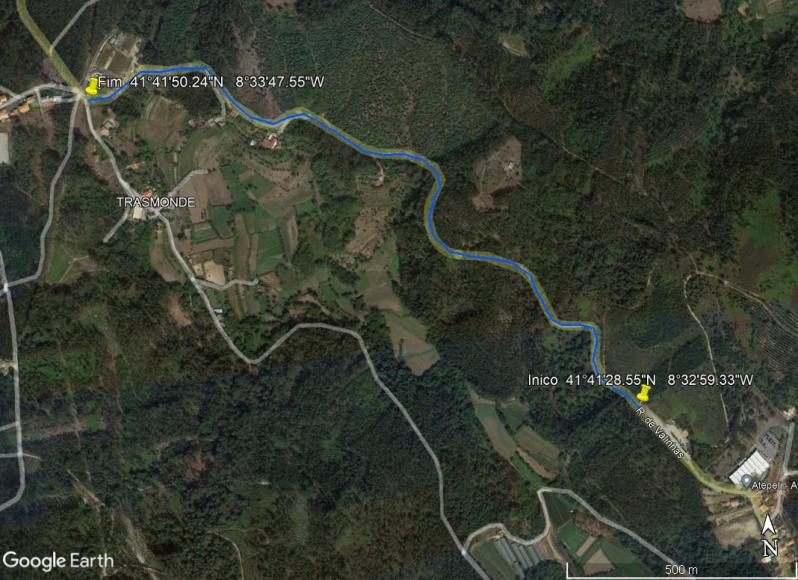 Fim 41°41'50.24"N 8°33'47.55"W
TRASMONDE
Inico 41°41'28.55"N 8°32'59.33"W
R. de Valinhas
Atepeli - A
N
Google Earth
500 m